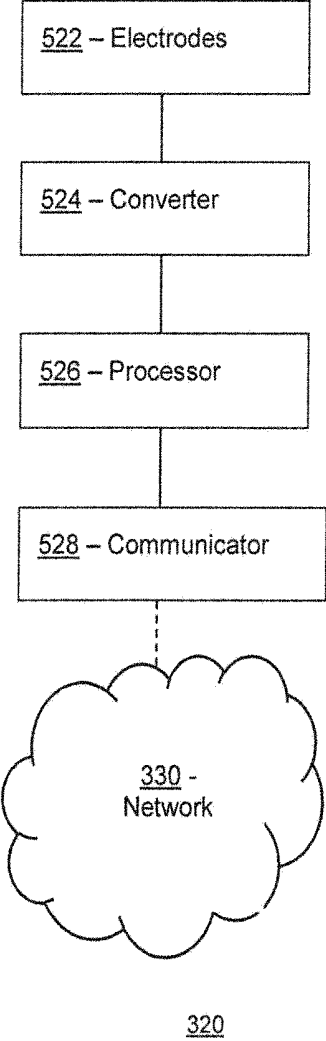 522 – Electrodes
524 – Converter
526 – Processor
528 – Communicator
330 -
Network
320